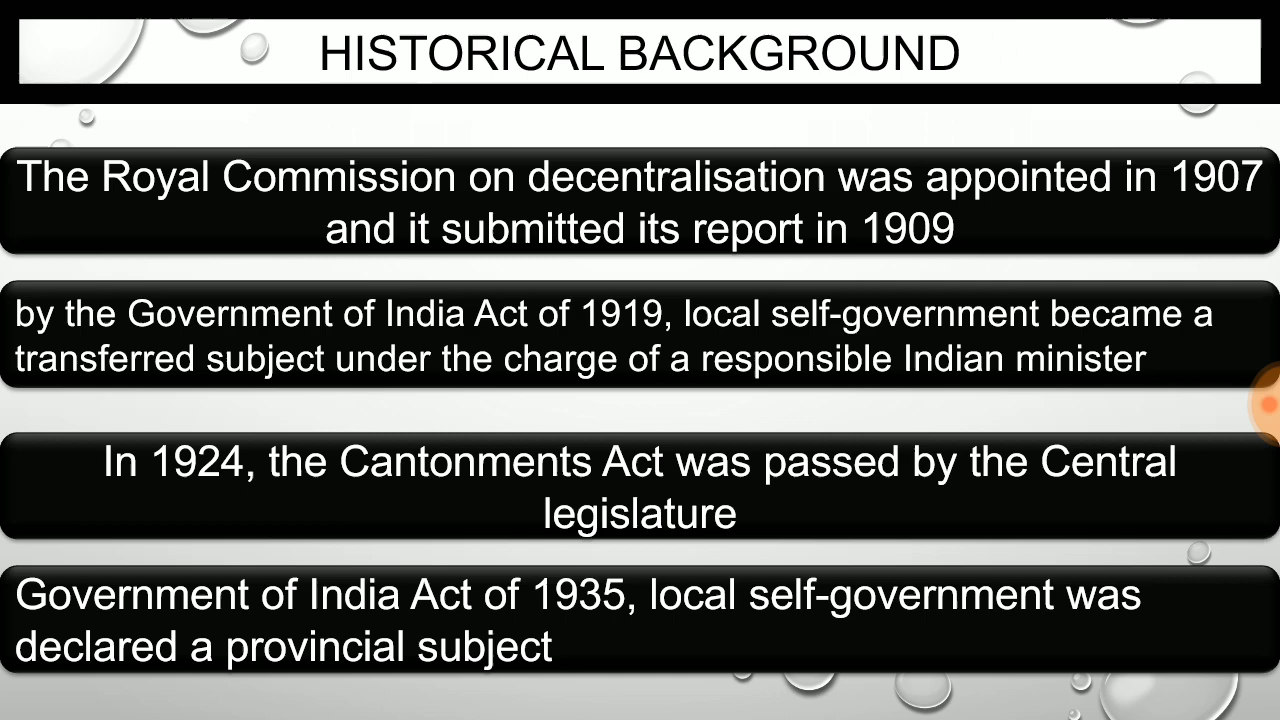 HISTORICAL BACKGROUND
The Royal Commission on decentralisation was appointed in 1907
and it submitted its report in 1909
by the Government of India Act of 1919, local self-government became a
transferred subject under the charge of a responsible Indian minister
In 1924, the Cantonments Act was passed by the Central
legislature
Government of India Act of 1935, local self-government was
declared a provincial subject